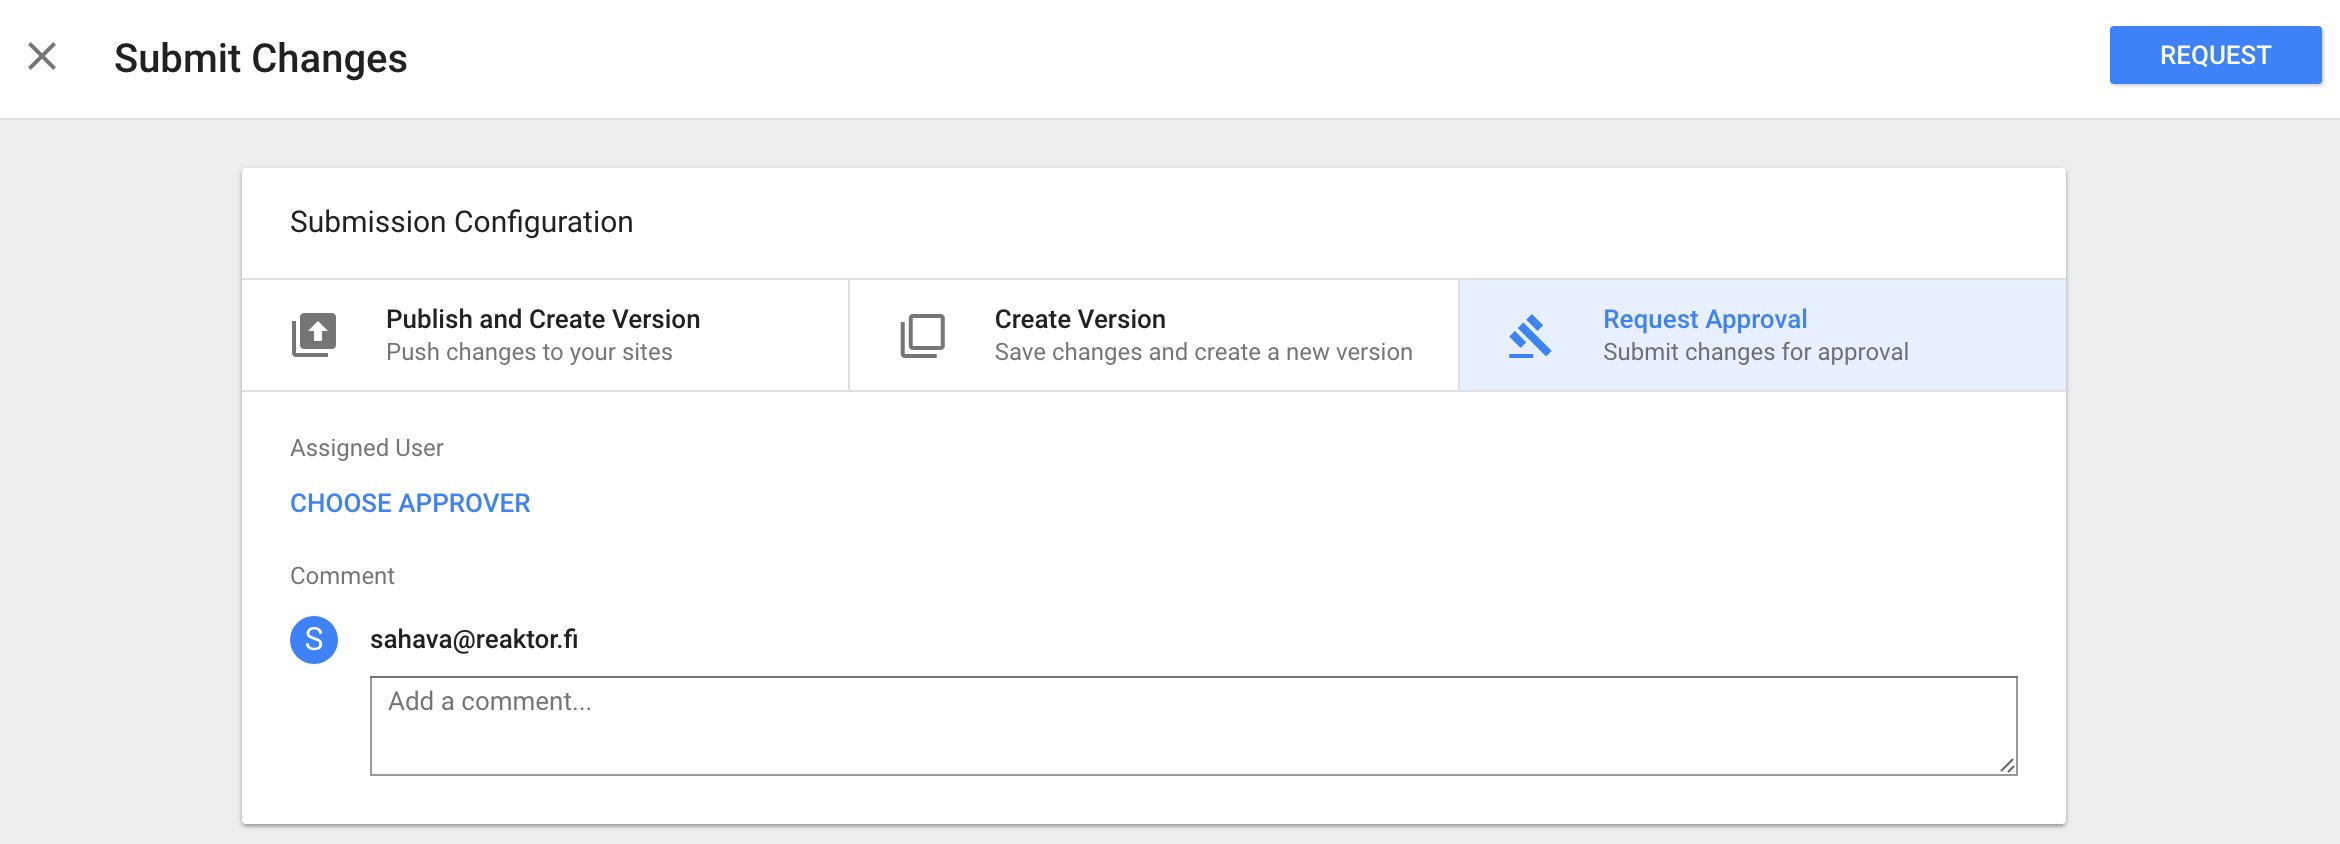 Submit Changes
REQUEST
Submission Configuration
Publish and Create Version
Push changes to your sites
Create Version
Save changes and create a new version
Request Approval
Submit changes for approval
Assigned User
CHOOSE APPROVER
Comment
S
sahava@reaktor.fi
Add a comment...